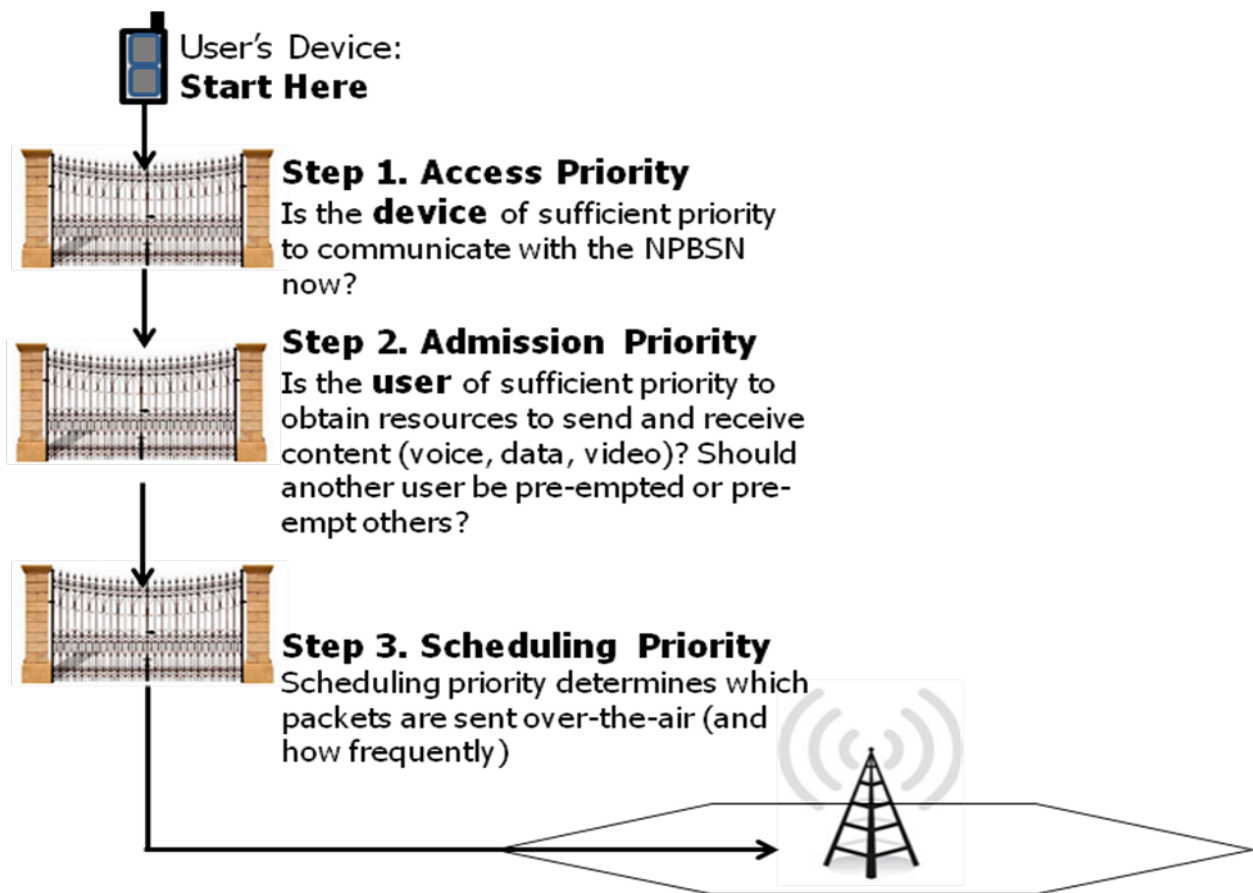 User's Device:
Start Here
Step 1. Access Priority
Is the device of sufficient priority
to communicate with the NPBSN
now?
Step 2. Admission Priority
Is the user of sufficient priority to
obtain resources to send and receive
content (voice, data, video)? Should
another user be pre-empted or pre-
empt others?
Step 3. Scheduling Priority
Scheduling priority determines which
packets are sent over-the-air (and
how frequently)